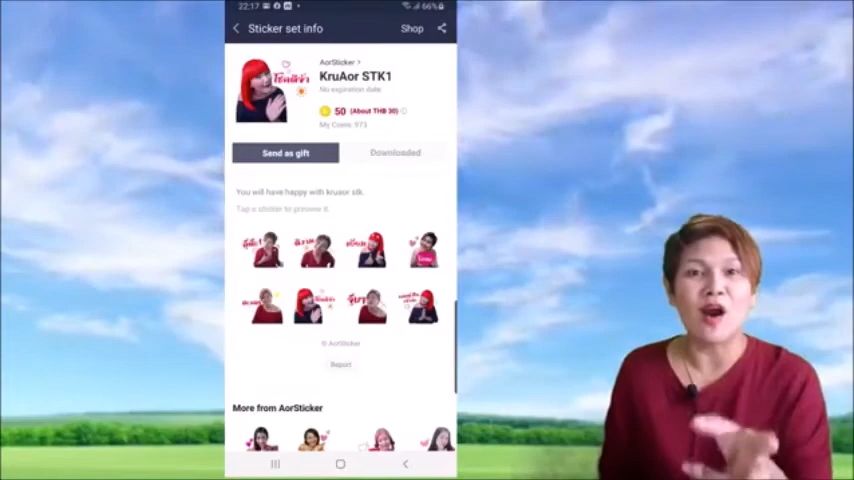 22:17
66%
Sticker set info
Shop
AorSticker >
KruAor STK1
No expiration date
50 (About THB 30)
My Coins: 973
Send as gift
Downloaded
You will have happy with kruaor stk.
Tap a sticker to preview it.
© AorSticker
Report
More from AorSticker